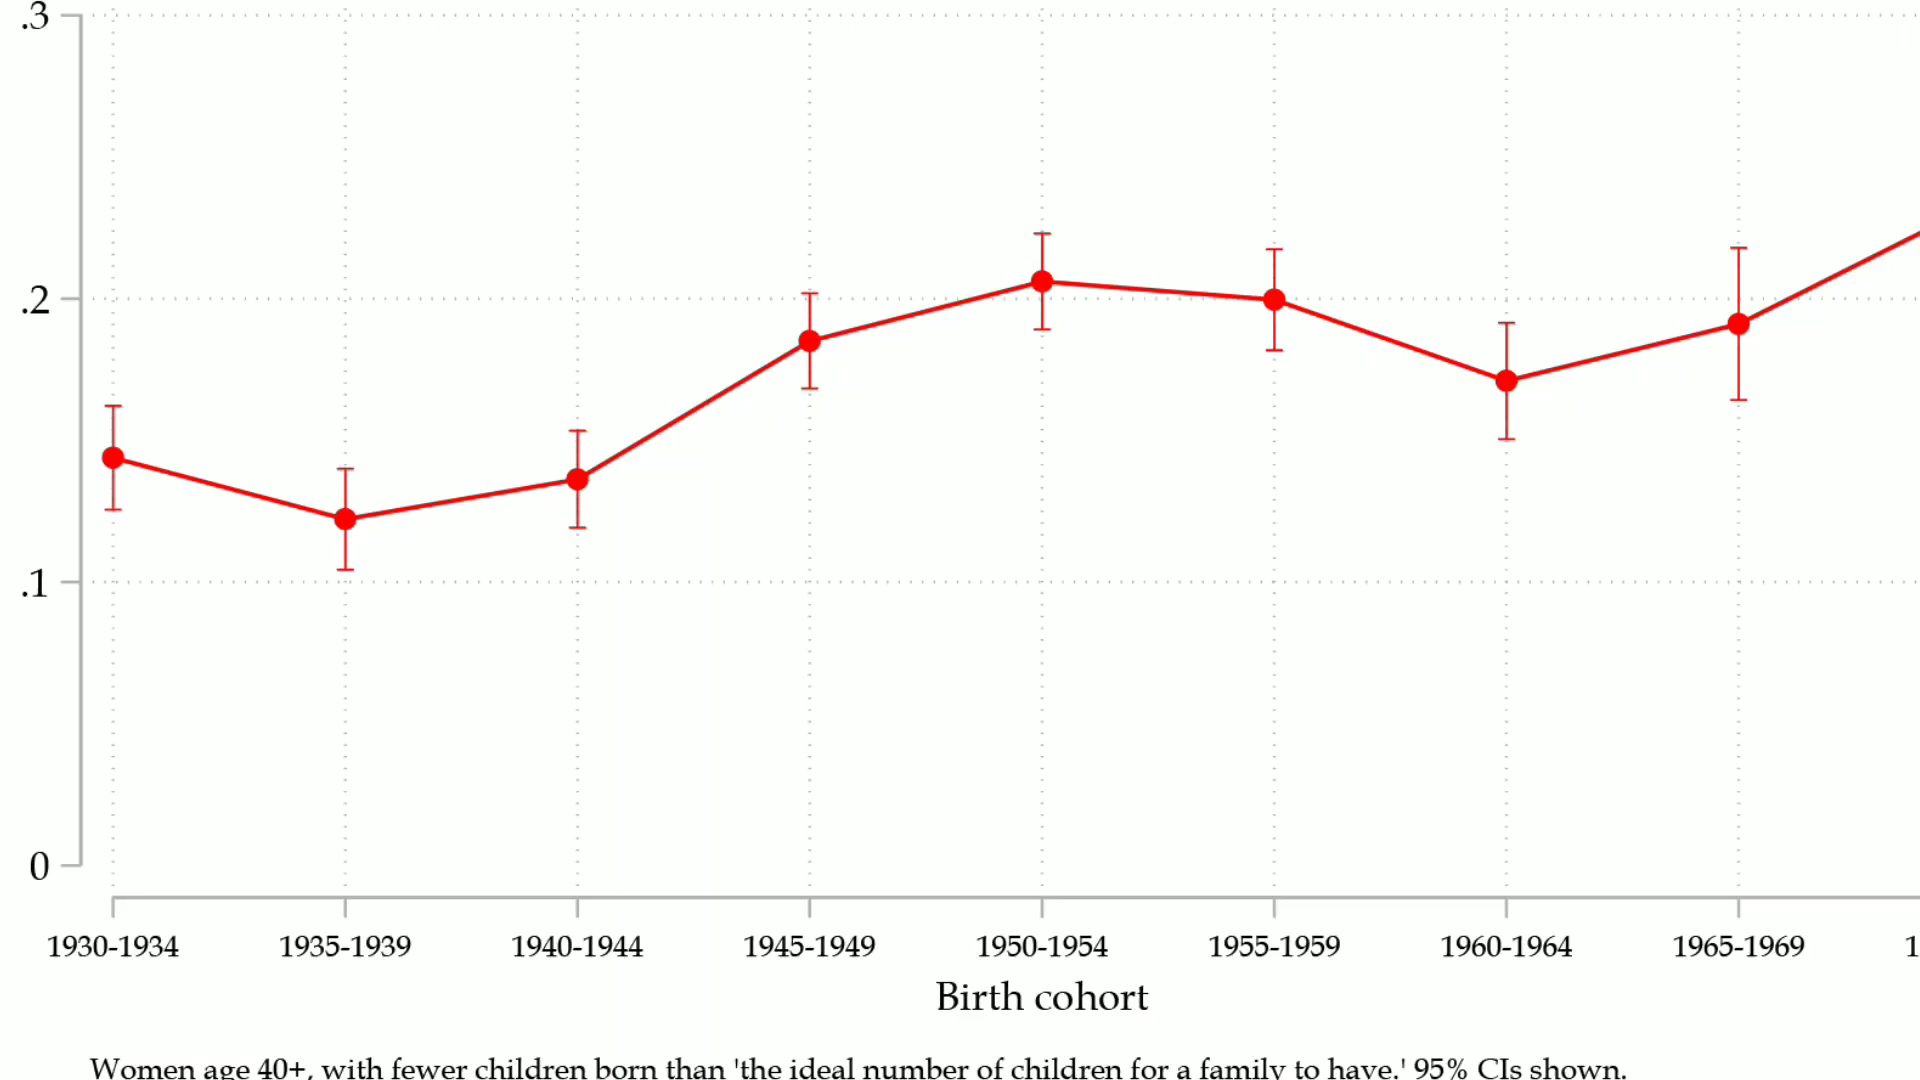 .3
.2
.1
0
1930-1934 1935-1939 1940-1944 1945-1949 1950-1954 1955-1959 1960-1964 1965-1969 1
Birth cohort
Women age 40+, with fewer children born than 'the ideal number of children for a family to have.' 95% CIs shown.